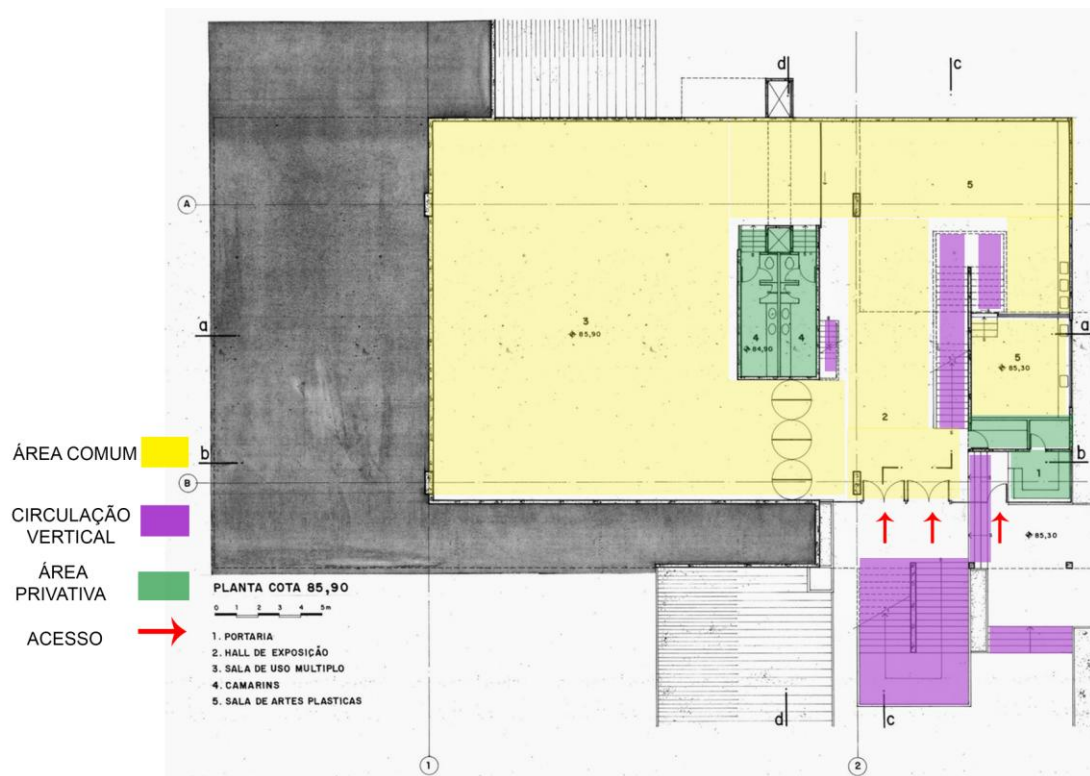 d
c
A
5
a
3
85,90
4
84,90
4
5
85,30
a
2
b
B
1
b
85,30
ÁREA COMUM
CIRCULAÇÃO
VERTICAL
ÁREA
PRIVATIVA
ACESSO
PLANTA COTA 85,90
0 1 2 3 4 5m
1. PORTARIA
2. HALL DE EXPOSIÇÃO
3. SALA DE USO MULTIPLO
4. CAMARINS
5. SALA DE ARTES PLASTICAS
d
c
1
2